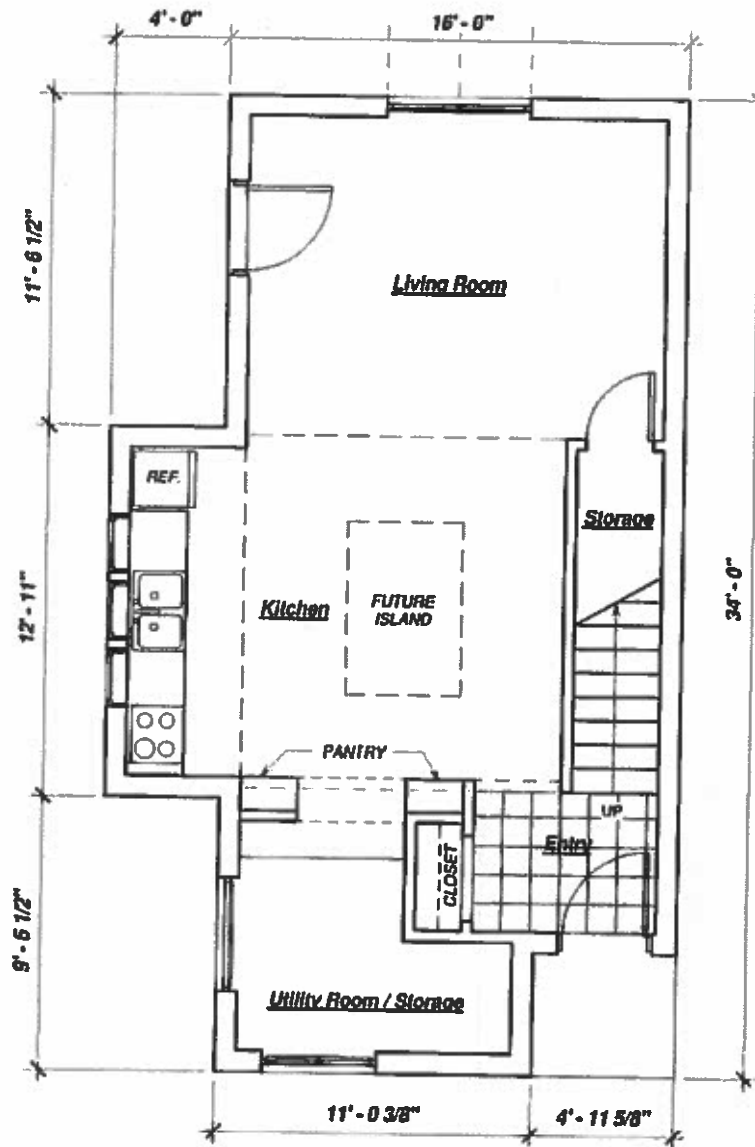 4' - 0"
16' - 0"
11' - 6 1/2"
Living Room
REF.
Storage
12' - 11"
Kitchen
FUTURE
ISLAND
34' - 0"
PANTRY
UP
Entry
CLOSET
9' - 6 1/2"
Utility Room / Storage
11' - 0 3/8"
4' - 11 5/8"